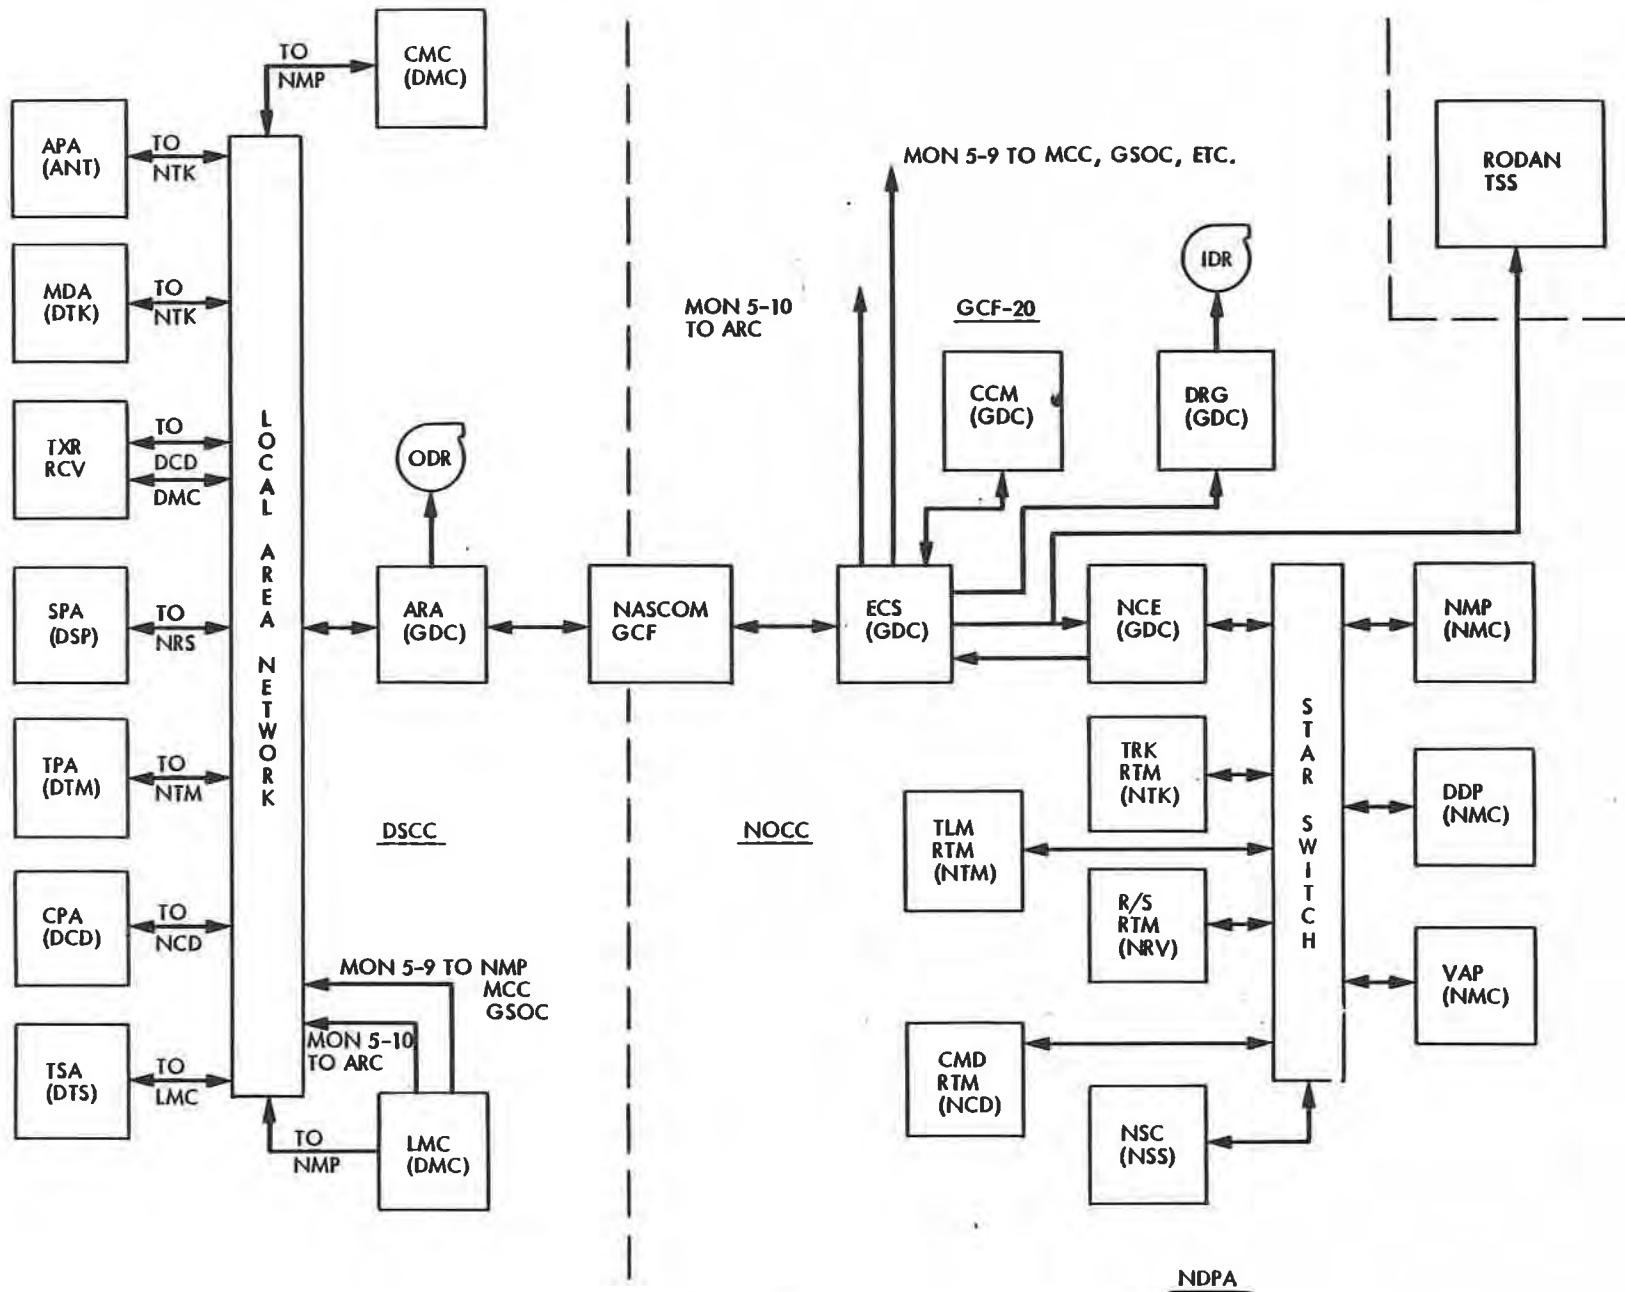 TO
NMP
CMC
(DMC)
APA
(ANT)
TO
NTK
MDA
(DTK)
TO
NTK
TXR
RCV
TO
DCD
DMC
SPA
(DSP)
TO
NRS
TPA
(DTM)
TO
NTM
CPA
(DCD)
TO
NCD
TSA
(DTS)
TO
LMC
LOCAL AREA NETWORK
ODR
ARA
(GDC)
DSCC
MON 5-9 TO NMP
MCC
GSOC
MON 5-10
TO ARC
TO
NMP
LMC
(DMC)
NASCOM
GCF
MON 5-9 TO MCC, GSOC, ETC.
MON 5-10
TO ARC
GCF-20
IDR
CCM
(GDC)
DRG
(GDC)
RODAN
TSS
ECS
(GDC)
NCE
(GDC)
NMP
(NMC)
STAR SWITCH
TRK
RTM
(NTK)
DDP
(NMC)
NOCC
TLM
RTM
(NTM)
R/S
RTM
(NRV)
VAP
(NMC)
CMD
RTM
(NCD)
NSC
(NSS)
NDPA